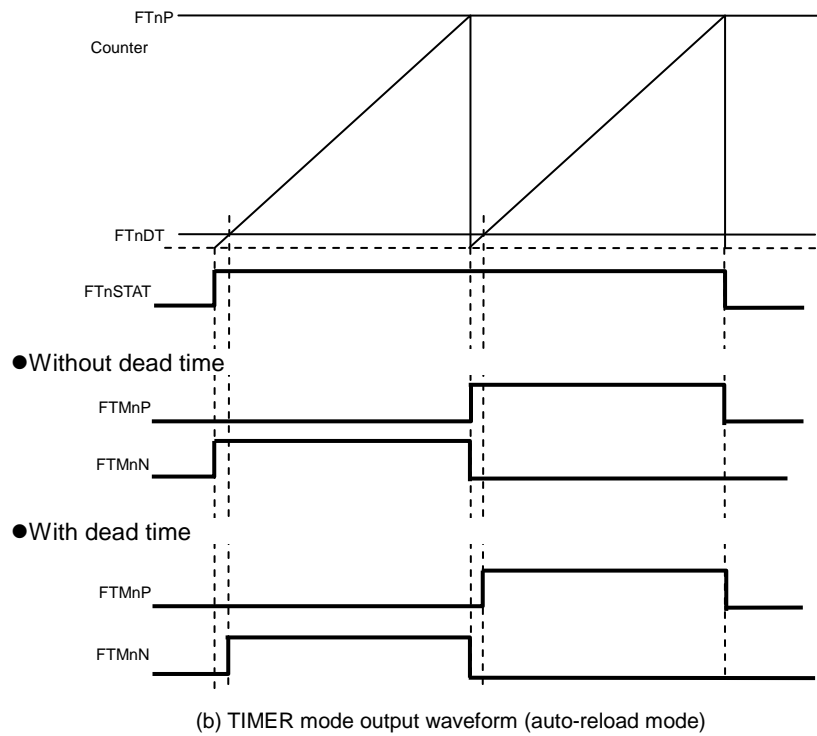 FTnP
Counter
FTnDT
FTnSTAT
●Without dead time
FTMnP
FTMnN
●With dead time
FTMnP
FTMnN
(b) TIMER mode output waveform (auto-reload mode)